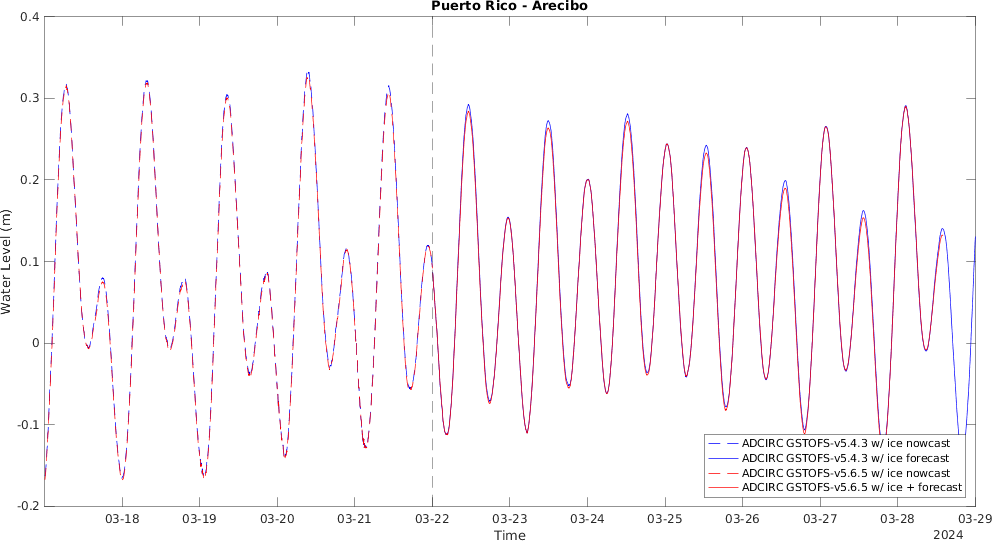 Puerto Rico - Arecibo
0.4
0.3
0.2
0.1
0
-0.1
-0.2
Water Level (m)
ADCIRC GSTOFS-v5.4.3 w/ ice nowcast
ADCIRC GSTOFS-v5.4.3 w/ ice forecast
ADCIRC GSTOFS-v5.6.5 w/ ice nowcast
ADCIRC GSTOFS-v5.6.5 w/ ice + forecast
03-18 03-19 03-20 03-21 03-22 03-23 03-24 03-25 03-26 03-27 03-28 03-29
Time
2024